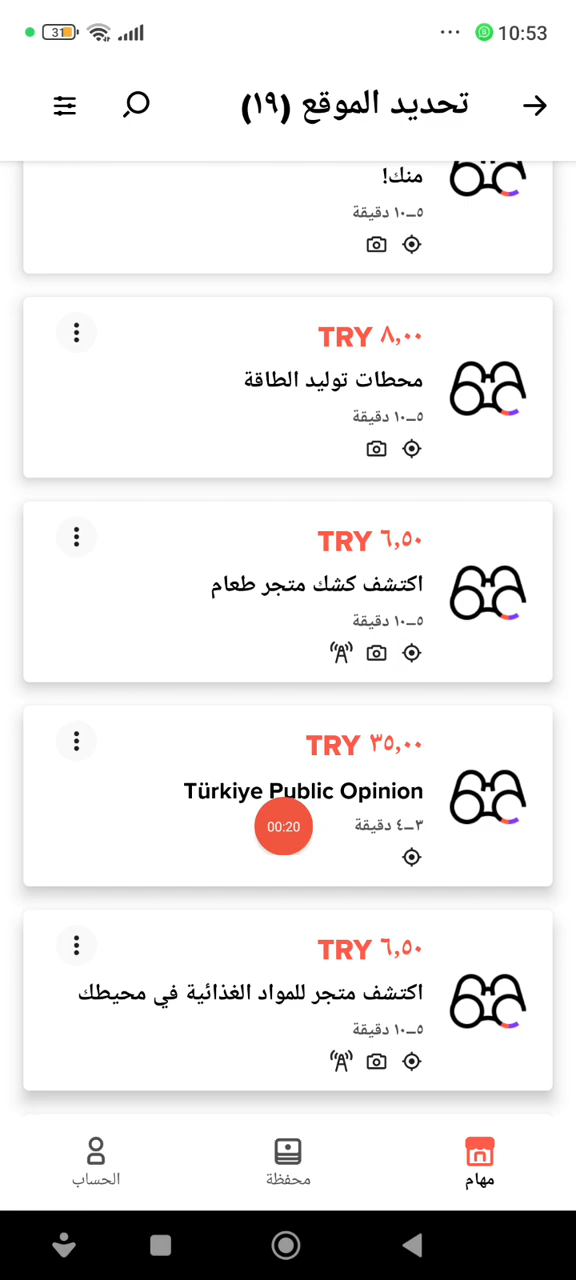 31
10:53
تحديد الموقع (١٩)
منك!
٥–١٠ دقيقة
TRY ٨,٠٠
محطات توليد الطاقة
٥–١٠ دقيقة
TRY ٦,٥٠
اكتشف كشك متجر طعام
٥–١٠ دقيقة
TRY ٣٥,٠٠
Türkiye Public Opinion
٣–٤ دقيقة
00:20
TRY ٦,٥٠
اكتشف متجر للمواد الغذائية في محيطك
٥–١٠ دقيقة
مهام
محفظة
الحساب